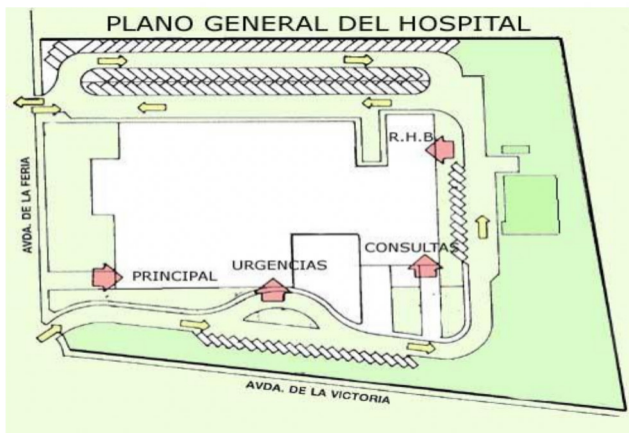 PLANO GENERAL DEL HOSPITAL
R.H.B.
AVDA. DE LA FERIA
CONSULTAS
URGENCIAS
PRINCIPAL
AVDA. DE LA VICTORIA